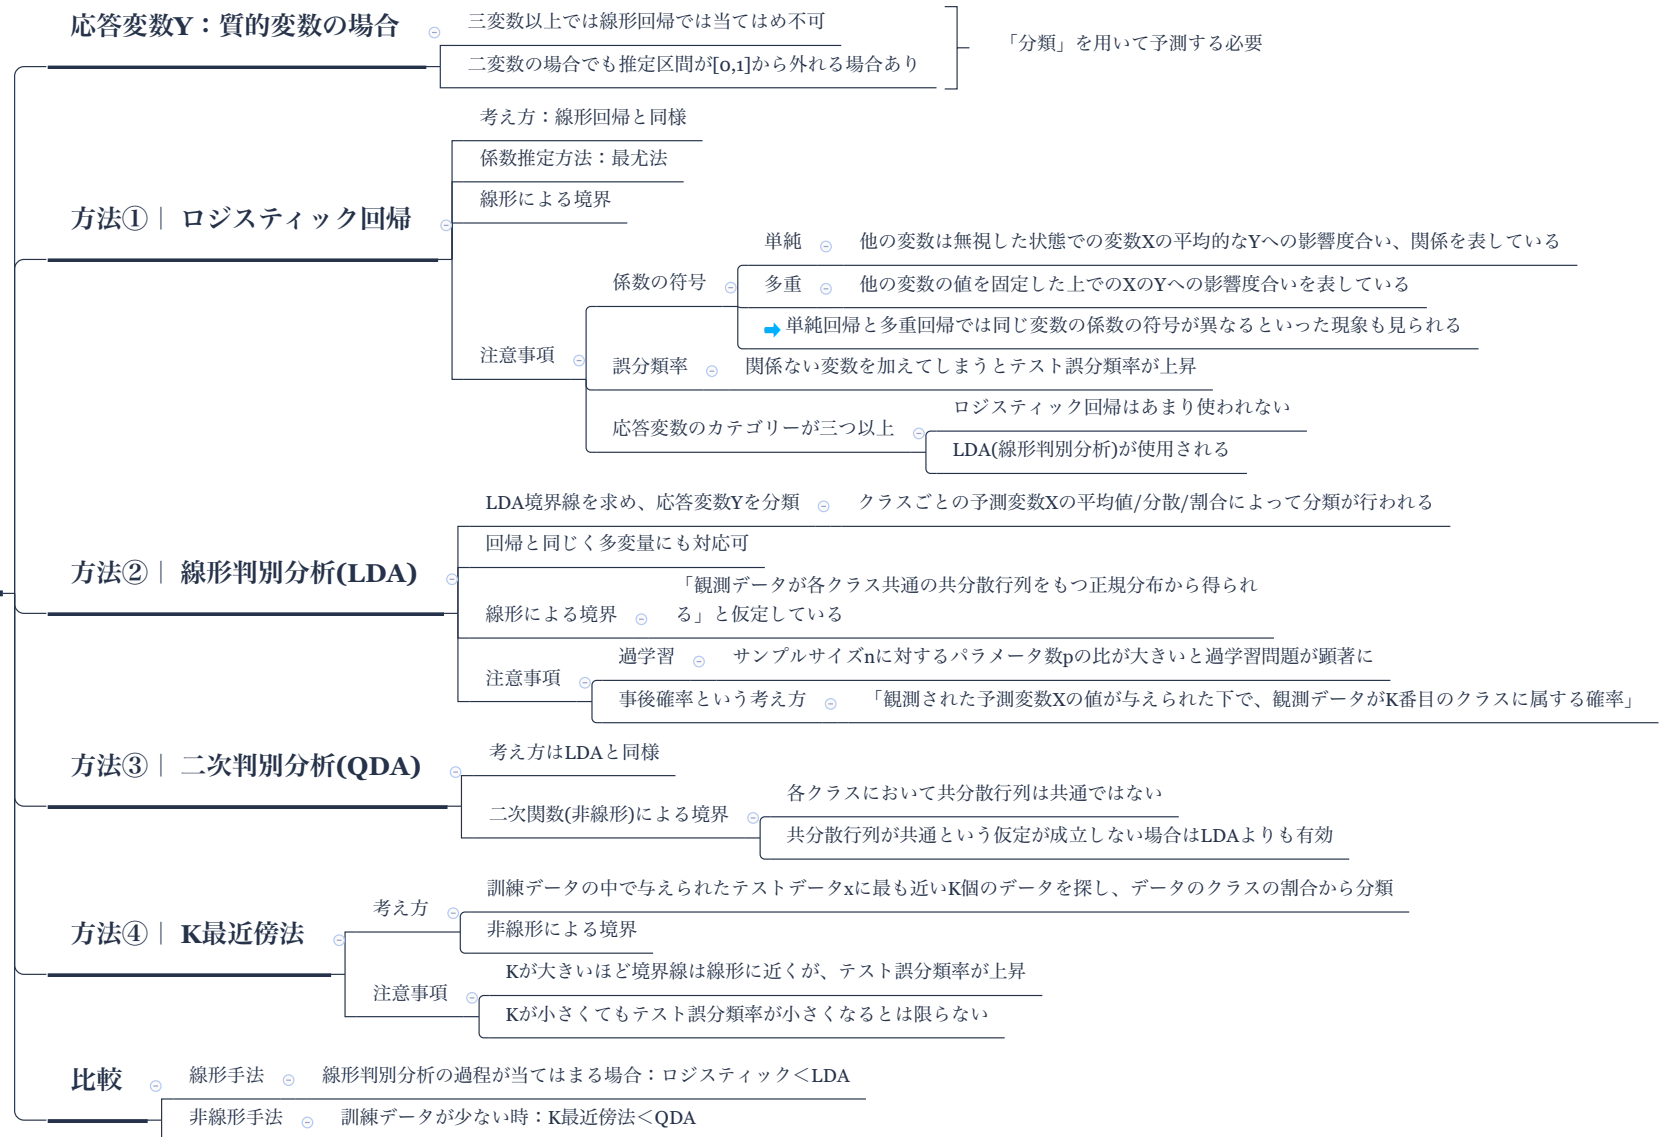 応答変数Y：質的変数の場合
三変数以上では線形回帰では当てはめ不可
二変数の場合でも推定区間が[0,1]から外れる場合あり
「分類」を用いて予測する必要
方法①｜ ロジスティック回帰
考え方：線形回帰と同様
係数推定方法：最尤法
線形による境界
注意事項
係数の符号
単純
他の変数は無視した状態での変数Xの平均的なYへの影響度合い、関係を表している
多重
他の変数の値を固定した上でのXのYへの影響度合いを表している
単純回帰と多重回帰では同じ変数の係数の符号が異なるといった現象も見られる
誤分類率
関係ない変数を加えてしまうとテスト誤分類率が上昇
応答変数のカテゴリーが三つ以上
ロジスティック回帰はあまり使われない
LDA(線形判別分析)が使用される
方法②｜ 線形判別分析(LDA)
LDA境界線を求め、応答変数Yを分類
クラスごとの予測変数Xの平均値/分散/割合によって分類が行われる
回帰と同じく多変量にも対応可
線形による境界
「観測データが各クラス共通の共分散行列をもつ正規分布から得られ
る」と仮定している
注意事項
過学習
サンプルサイズnに対するパラメータ数pの比が大きいと過学習問題が顕著に
事後確率という考え方
「観測された予測変数Xの値が与えられた下で、観測データがK番目のクラスに属する確率」
方法③｜ 二次判別分析(QDA)
考え方はLDAと同様
二次関数(非線形)による境界
各クラスにおいて共分散行列は共通ではない
共分散行列が共通という仮定が成立しない場合はLDAよりも有効
方法④｜ K最近傍法
考え方
訓練データの中で与えられたテストデータxに最も近いK個のデータを探し、データのクラスの割合から分類
非線形による境界
注意事項
Kが大きいほど境界線は線形に近くが、テスト誤分類率が上昇
Kが小さくてもテスト誤分類率が小さくなるとは限らない
比較
線形手法
線形判別分析の過程が当てはまる場合：ロジスティック＜LDA
非線形手法
訓練データが少ない時：K最近傍法＜QDA